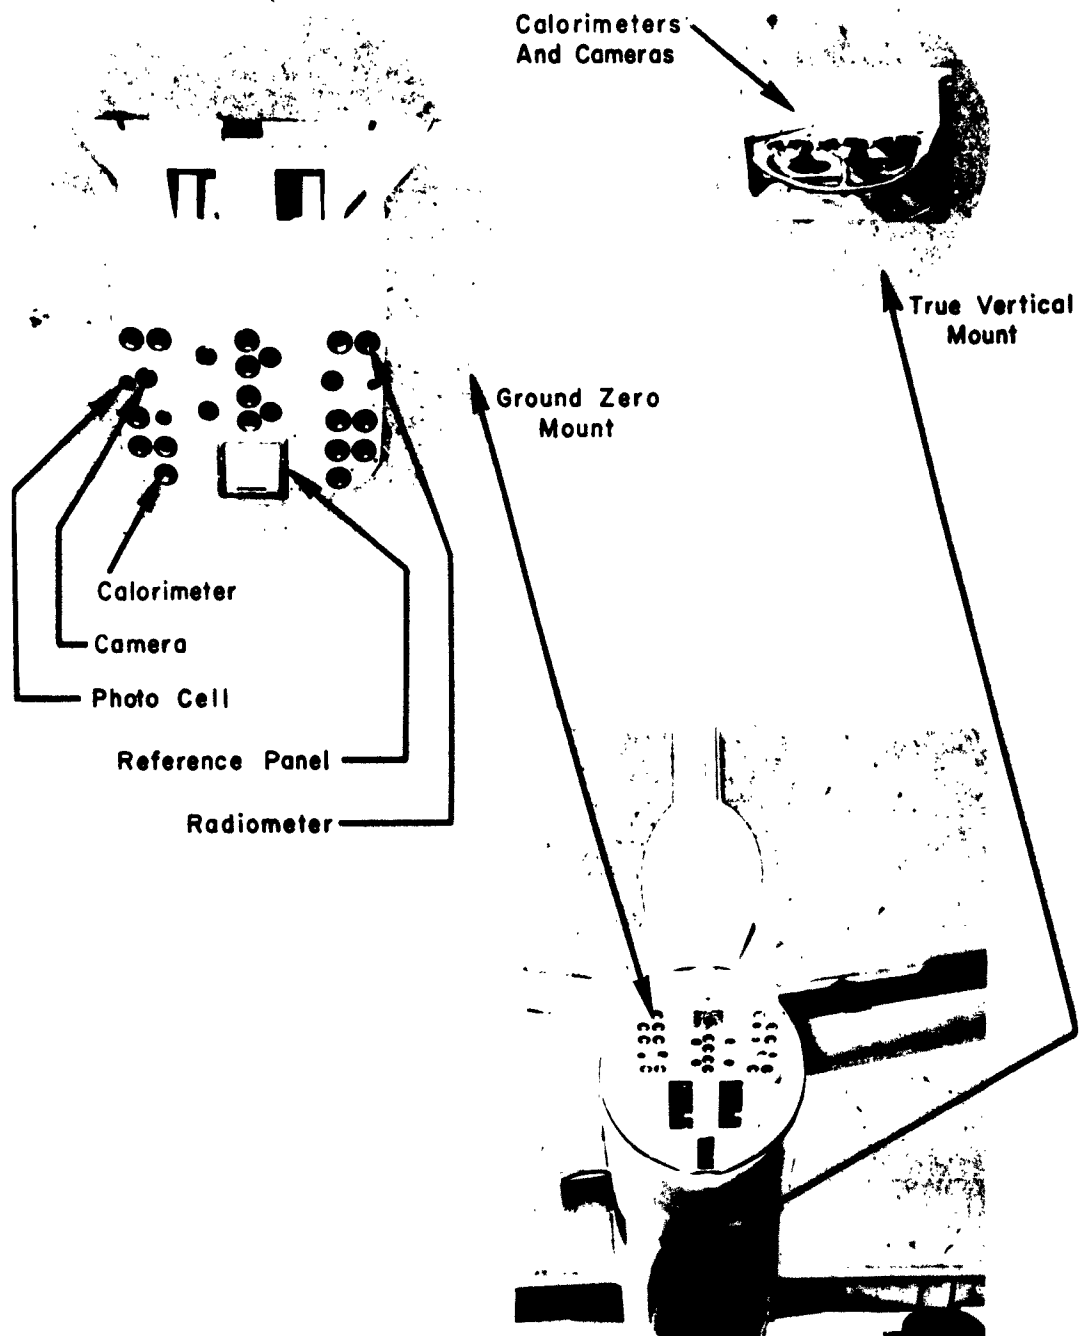 Calorimeters
And Cameras
True Vertical
Mount
Ground Zero
Mount
Calorimeter
Camera
Photo Cell
Reference Panel
Radiometer